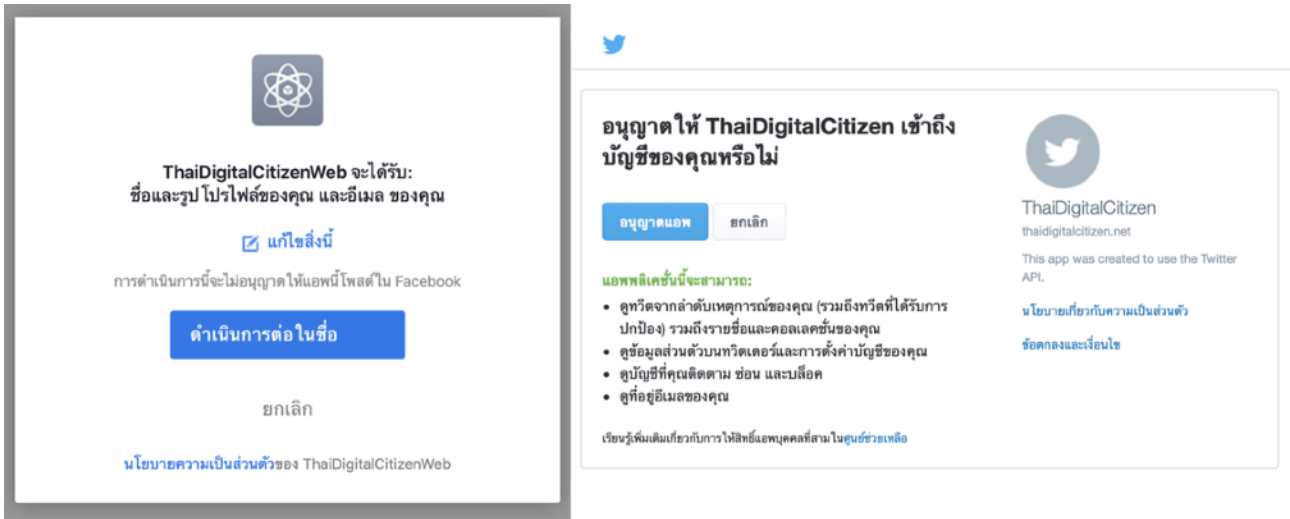 ThaiDigitalCitizenWeb จะได้รับ:
ชื่อและรูปโปรไฟล์ของคุณ และอีเมล ของคุณ
แก้ไขสิ่งนี้
การดำเนินการนี้จะไม่อนุญาตให้แอพนี้โพสต์ใน Facebook
ดำเนินการต่อในชื่อ
ยกเลิก
นโยบายความเป็นส่วนตัวของ ThaiDigitalCitizenWeb
อนุญาตให้ ThaiDigitalCitizen เข้าถึง
บัญชีของคุณหรือไม่
อนุญาตแอพ
ยกเลิก
แอพพลิเคชั่นนี้จะสามารถ:
• ดูทวีตจากลำดับเหตุการณ์ของคุณ (รวมถึงทวีตที่ได้รับการ
ปกป้อง) รวมถึงรายชื่อและคอลเลคชั่นของคุณ
• ดูข้อมูลส่วนตัวบนทวิตเตอร์และการตั้งค่าบัญชีของคุณ
• ดูบัญชีที่คุณติดตาม ซ่อน และบล็อค
• ดูที่อยู่อีเมลของคุณ
เรียนรู้เพิ่มเติมเกี่ยวกับการให้สิทธิ์แอพบุคคลที่สามในศูนย์ช่วยเหลือ
ThaiDigitalCitizen
thaidigitalcitizen.net
This app was created to use the Twitter
API.
นโยบายเกี่ยวกับความเป็นส่วนตัว
ข้อตกลงและเงื่อนไข